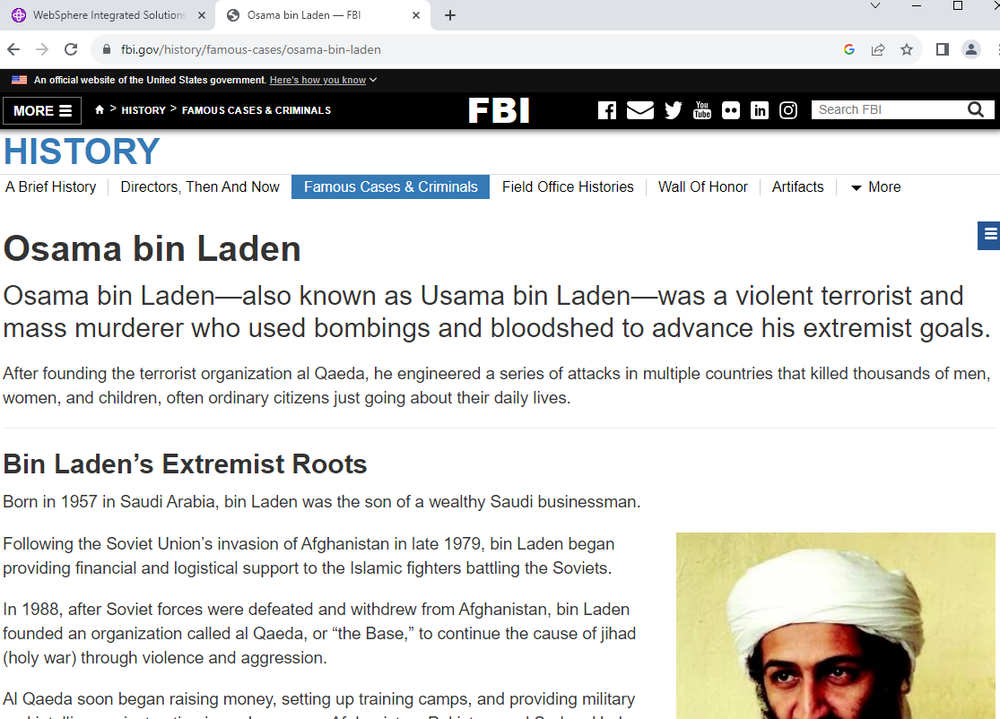 WebSphere Integrated Solutions
Osama bin Laden — FBI
fbi.gov/history/famous-cases/osama-bin-laden
An official website of the United States government. Here's how you know
MORE
> HISTORY > FAMOUS CASES & CRIMINALS
FBI
You Tube
in
Search FBI
HISTORY
A Brief History
Directors, Then And Now
Famous Cases & Criminals
Field Office Histories
Wall Of Honor
Artifacts
More
Osama bin Laden
Osama bin Laden—also known as Usama bin Laden—was a violent terrorist and
mass murderer who used bombings and bloodshed to advance his extremist goals.
After founding the terrorist organization al Qaeda, he engineered a series of attacks in multiple countries that killed thousands of men,
women, and children, often ordinary citizens just going about their daily lives.
Bin Laden’s Extremist Roots
Born in 1957 in Saudi Arabia, bin Laden was the son of a wealthy Saudi businessman.
Following the Soviet Union’s invasion of Afghanistan in late 1979, bin Laden began
providing financial and logistical support to the Islamic fighters battling the Soviets.
In 1988, after Soviet forces were defeated and withdrew from Afghanistan, bin Laden
founded an organization called al Qaeda, or “the Base,” to continue the cause of jihad
(holy war) through violence and aggression.
Al Qaeda soon began raising money, setting up training camps, and providing military